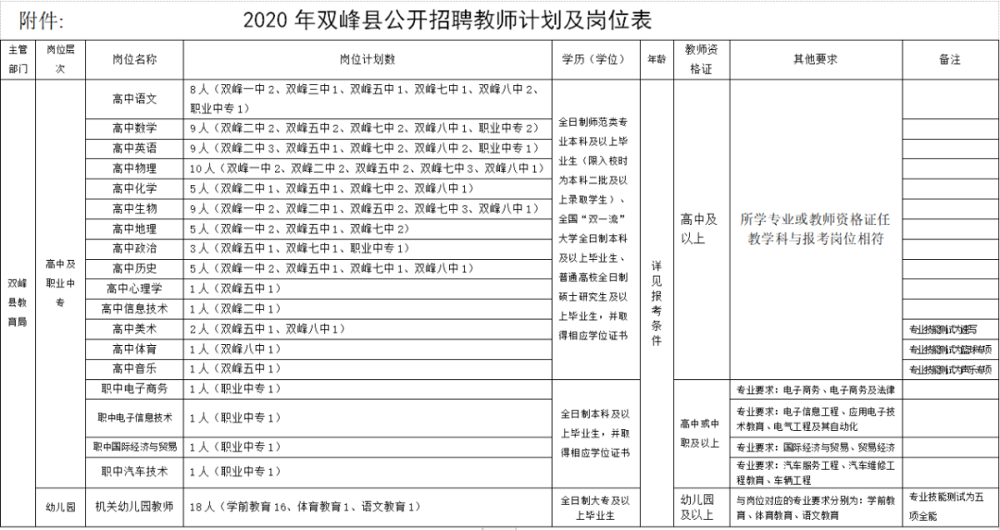 附件:
2020 年双峰县公开招聘教师计划及岗位表
主管部门 岗位层次 岗位名称 岗位计划数 学历（学位） 年龄 教师资格证 其他要求 备注
双峰县教育局
高中及职业中专
高中语文 8人（双峰一中2、双峰三中1、双峰五中1、双峰七中1、双峰八中2、
职业中专1）
高中数学 9人（双峰二中2、双峰五中2、双峰七中2、双峰八中1、职业中专2）
高中英语 9人（双峰二中3、双峰五中1、双峰七中2、双峰八中2、职业中专1）
高中物理 10人（双峰一中2、双峰二中2、双峰五中2、双峰七中3、双峰八中1）
高中化学 5人（双峰二中1、双峰五中1、双峰七中2、双峰八中1）
高中生物 9人（双峰一中2、双峰二中1、双峰五中2、双峰七中3、双峰八中1）
高中地理 5人（双峰一中2、双峰五中1、双峰七中2）
高中政治 3人（双峰五中1、双峰七中1、职业中专1）
高中历史 5人（双峰一中2、双峰五中1、双峰七中1、双峰八中1）
高中心理学 1人（双峰五中1）
高中信息技术 1人（双峰二中1）
高中美术 2人（双峰五中1、双峰八中1） 专业技能测试为速写
高中体育 1人（双峰八中1） 专业技能测试为篮球专项
高中音乐 1人（双峰五中1） 专业技能测试为声乐专项
全日制师范类专
业本科及以上毕
业生（限入校时
为本科二批及以
上录取学生）、
全国“双一流”
大学全日制本科
及以上毕业生、
普通高校全日制
硕士研究生及以
上毕业生，并取
得相应学位证书
详见报考条件
高中及
以上
所学专业或教师资格证任
教学科与报考岗位相符
职中电子商务 1人（职业中专1） 专业要求：电子商务、电子商务及法律
职中电子信息技术 1人（职业中专1） 专业要求：电子信息工程、应用电子技
术教育、电气工程及其自动化
职中国际经济与贸易 1人（职业中专1） 专业要求：国际经济与贸易、贸易经济
职中汽车技术 1人（职业中专1） 专业要求：汽车服务工程、汽车维修工
程教育、车辆工程
全日制本科及以
上毕业生，并取
得相应学位证书
高中或中
职及以上
幼儿园 机关幼儿园教师 18人（学前教育16、体育教育1、语文教育1）
全日制大专及以
上毕业生
幼儿园
及以上
与岗位对应的专业要求分别为：学前教
育、体育教育、语文教育
专业技能测试为五
项全能